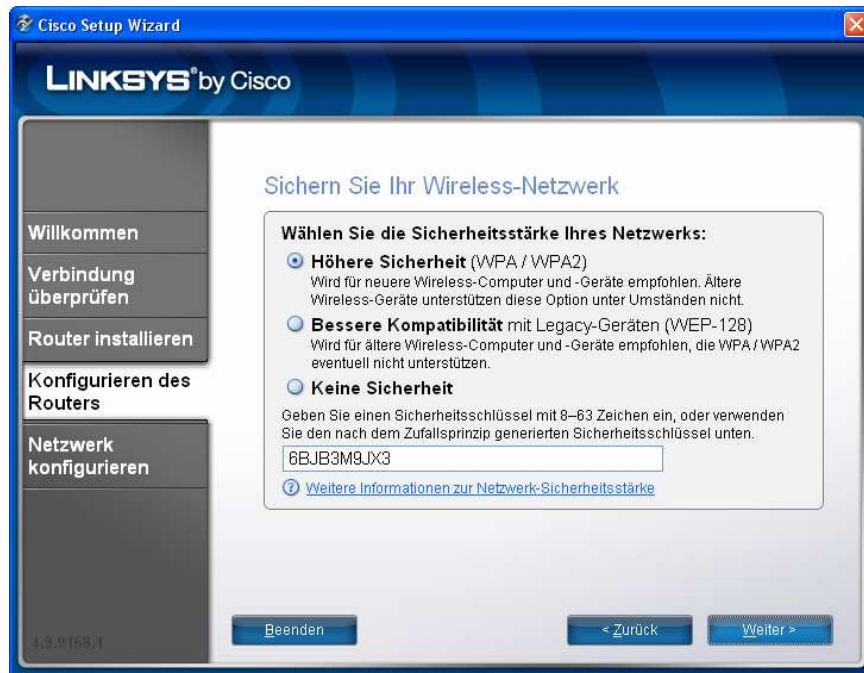 Cisco Setup Wizard
LINKSYS® by Cisco
Willkommen
Verbindung
überprüfen
Router installieren
Konfigurieren des
Routers
Netzwerk
konfigurieren
4.9.9168.1
Sichern Sie Ihr Wireless-Netzwerk
Wählen Sie die Sicherheitsstärke Ihres Netzwerks:
Höhere Sicherheit (WPA / WPA2)
Wird für neuere Wireless-Computer und -Geräte empfohlen. Ältere
Wireless-Geräte unterstützen diese Option unter Umständen nicht.
Bessere Kompatibilität mit Legacy-Geräten (WEP-128)
Wird für ältere Wireless-Computer und -Geräte empfohlen, die WPA / WPA2
eventuell nicht unterstützen.
Keine Sicherheit
Geben Sie einen Sicherheitsschlüssel mit 8–63 Zeichen ein, oder verwenden
Sie den nach dem Zufallsprinzip generierten Sicherheitsschlüssel unten.
6BJB3M9JX3
Weitere Informationen zur Netzwerk-Sicherheitsstärke
Beenden
< Zurück
Weiter >